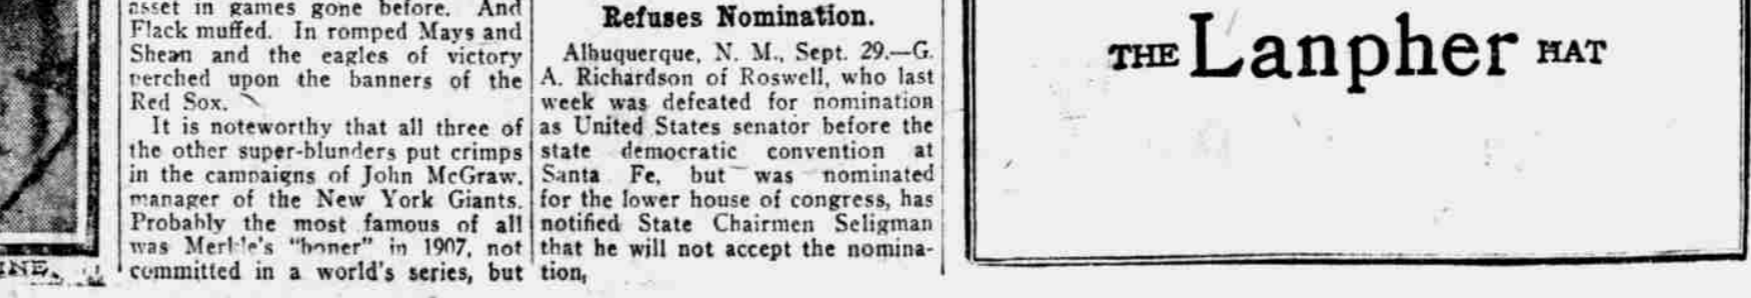 asset in games gone before. And
Flack muffed. In romped Mays and
Shean and the eagles of victory
perched upon the banners of the
Red Sox.
It is noteworthy that all three of
the other super-blunders put crimps
in the campaigns of John McGraw,
manager of the New York Giants.
Probably the most famous of all
was Merkle's "boner" in 1907, not
committed in a world's series, but
Refuses Nomination.
Albuquerque, N. M., Sept. 29.—G.
A. Richardson of Roswell, who last
week was defeated for nomination
as United States senator before the
state democratic convention at
Santa Fe, but was nominated
for the lower house of congress, has
notified State Chairmen Seligman
that he will not accept the nomina-
tion,
THE Lanpher HAT